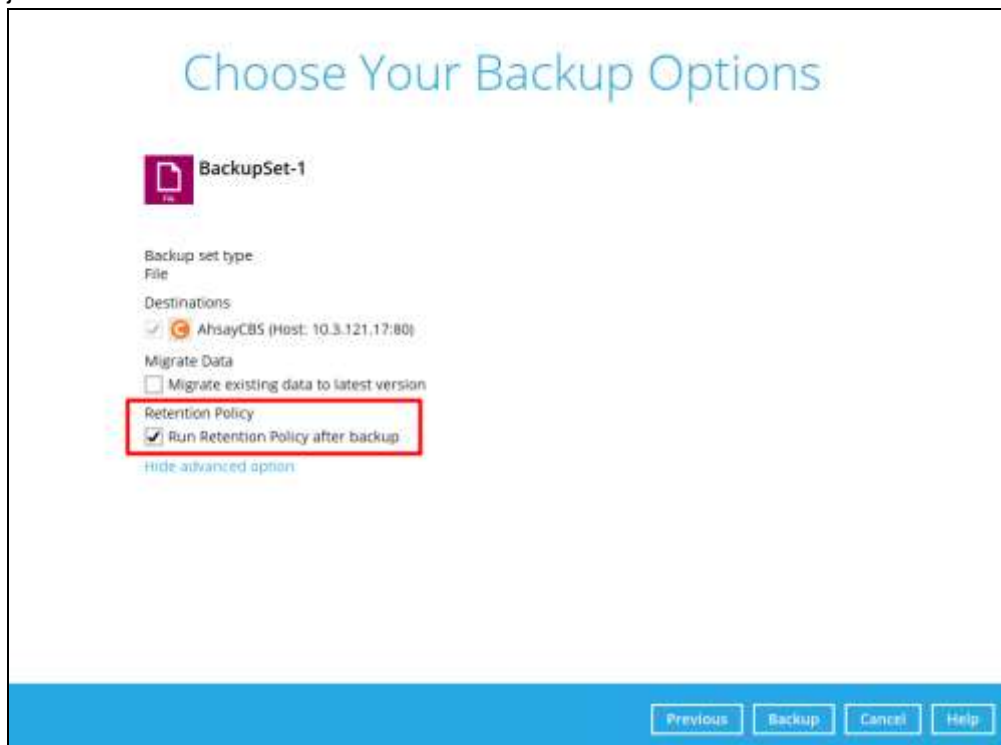 Choose Your Backup Options
BackupSet-1
File
Backup set type
File
Destinations
AhsayCBS (Host: 10.3.121.17:80)
Migrate Data
Migrate existing data to latest version
Retention Policy
Run Retention Policy after backup
Hide advanced option
Previous Backup Cancel Help